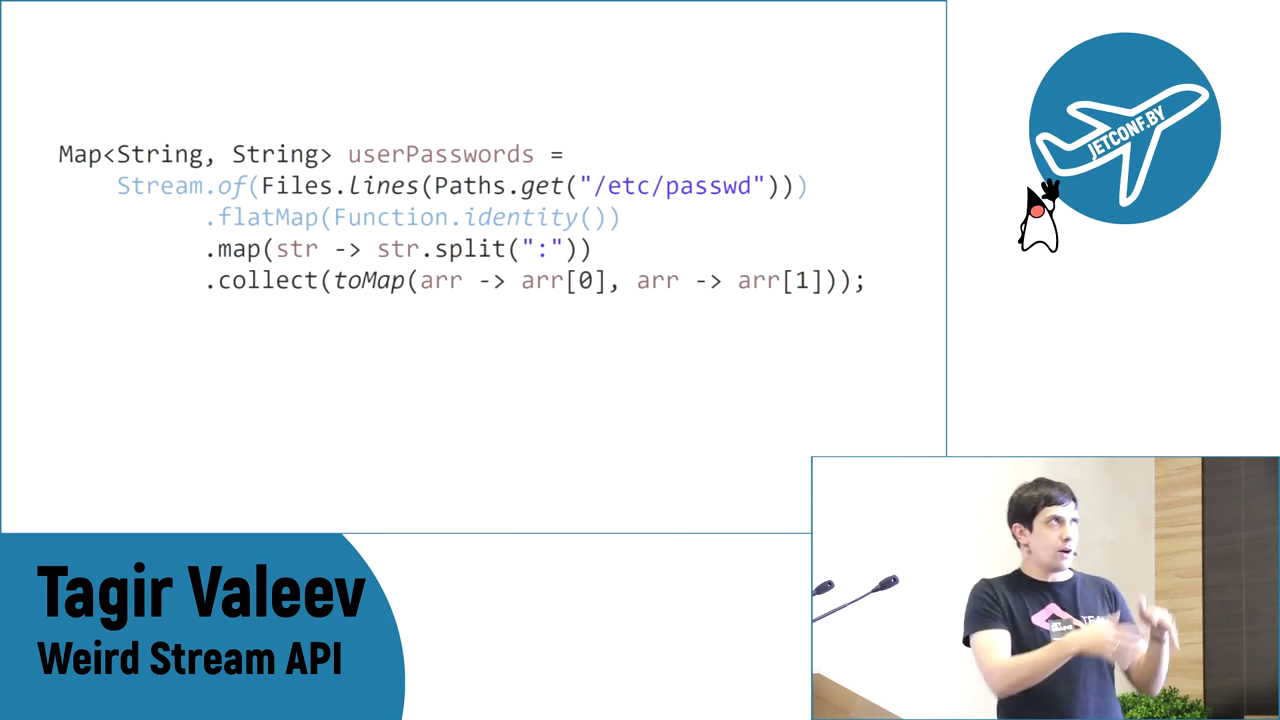 Map<String, String> userPasswords =
Stream.of(Files.lines(Paths.get("/etc/passwd")))
.flatMap(Function.identity())
.map(str -> str.split(":"))
.collect(toMap(arr -> arr[0], arr -> arr[1]));
JETCONF.BY
Tagir Valeev
Weird Stream API